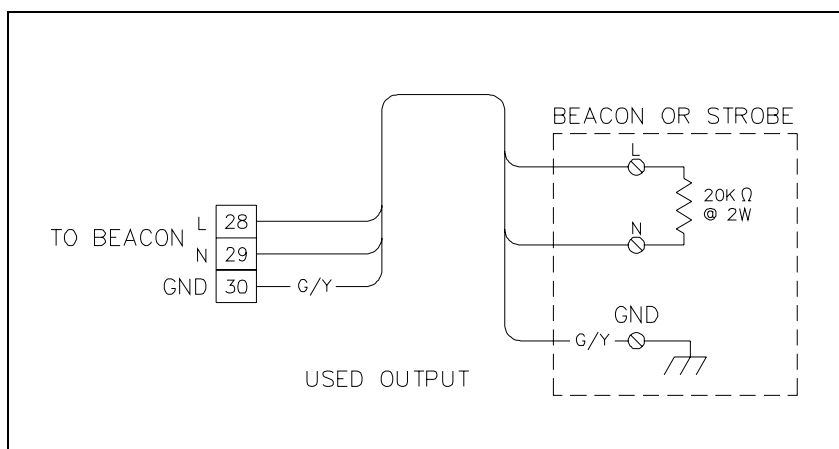 BEACON OR STROBE
L
20K Ω
@ 2W
L 28
TO BEACON
N 29
N
GND 30 G/Y
GND
G/Y
USED OUTPUT